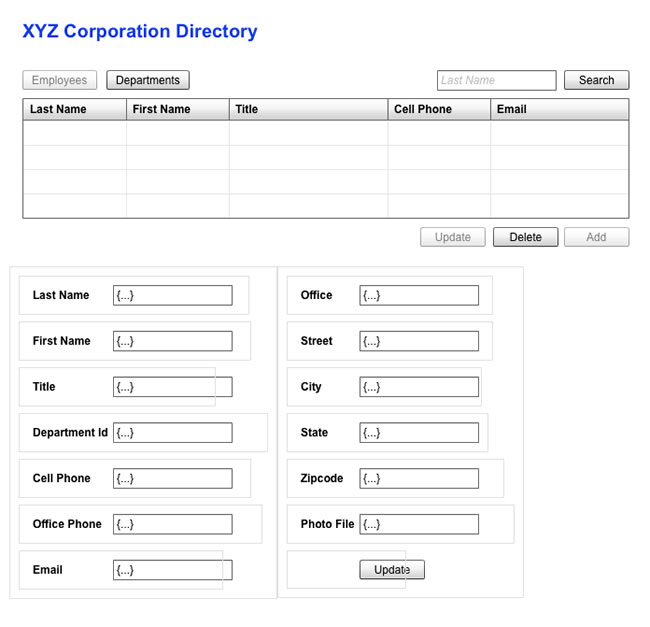 XYZ Corporation Directory
Employees Departments Last Name Search
Last Name First Name Title Cell Phone Email
Update Delete Add
Last Name {...} Office {...}
First Name {...} Street {...}
Title {...} City {...}
Department Id {...} State {...}
Cell Phone {...} Zipcode {...}
Office Phone {...} Photo File {...}
Email {...} Update